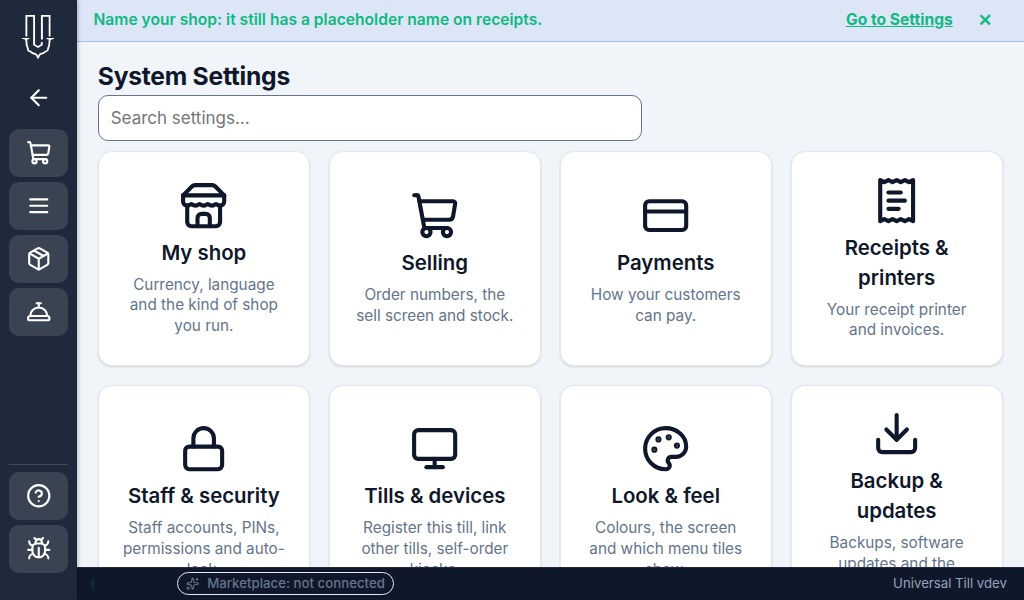 Name your shop: it still has a placeholder name on receipts.
Go to Settings
System Settings
Search settings...
My shop
Currency, language
and the kind of shop
you run.
Selling
Order numbers, the
sell screen and stock.
Payments
How your customers
can pay.
Receipts &
printers
Your receipt printer
and invoices.
Staff & security
Staff accounts, PINs,
permissions and auto-
Tills & devices
Register this till, link
other tills, self-order
Look & feel
Colours, the screen
and which menu tiles
Backup &
updates
Backups, software
updates and the
Marketplace: not connected
Universal Till vdev